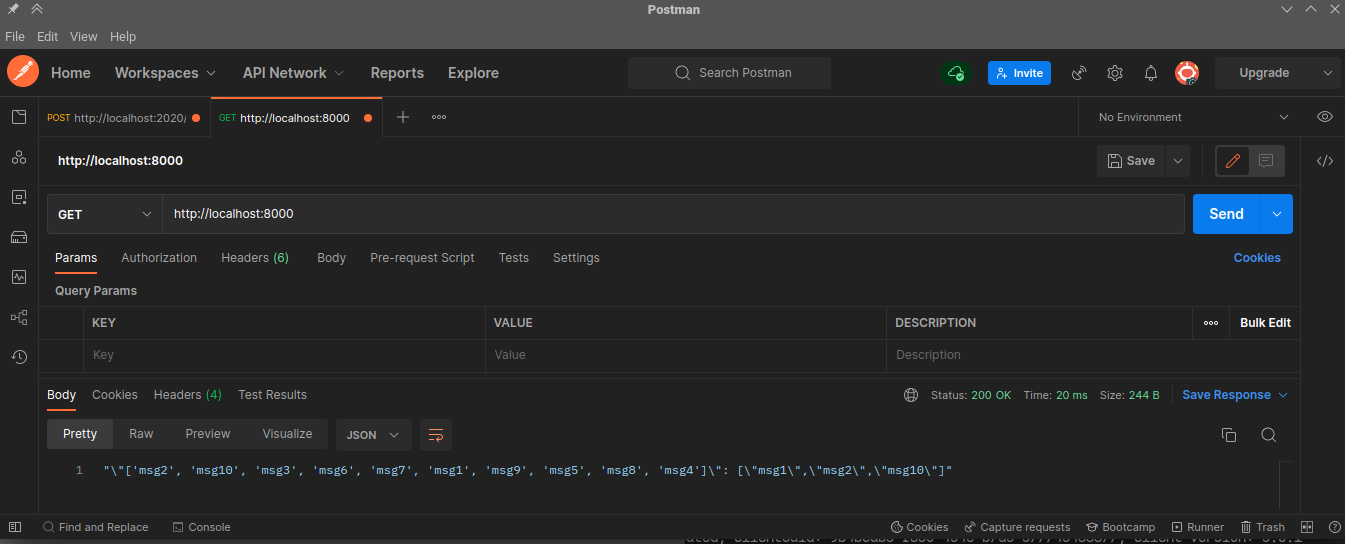 Postman
File Edit View Help
Home Workspaces API Network Reports Explore Search Postman Invite Upgrade
POST http://localhost:2020/ GET http://localhost:8000 No Environment
http://localhost:8000 Save
GET http://localhost:8000 Send
Params Authorization Headers (6) Body Pre-request Script Tests Settings Cookies
Query Params
KEY VALUE DESCRIPTION Bulk Edit
Key Value Description
Body Cookies Headers (4) Test Results Status: 200 OK Time: 20 ms Size: 244 B Save Response
Pretty Raw Preview Visualize JSON
1 "\"['msg2', 'msg10', 'msg3', 'msg6', 'msg7', 'msg1', 'msg9', 'msg5', 'msg8', 'msg4']\": [\"msg1\",\"msg2\",\"msg10\"]"
Find and Replace Console Cookies Capture requests Bootcamp Runner Trash